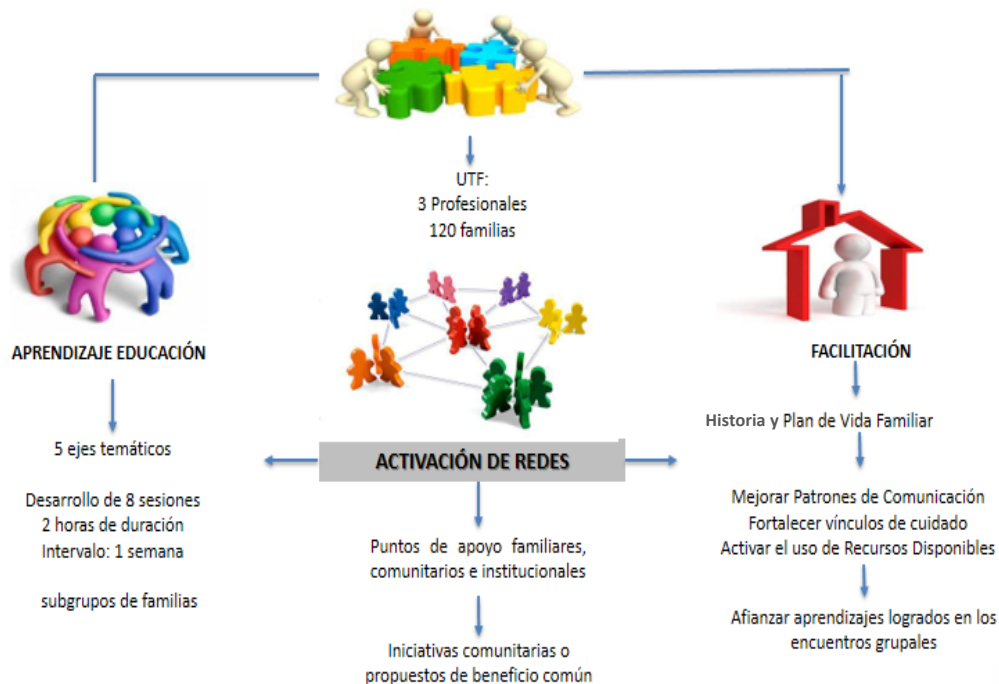 UTF:
3 Profesionales
120 familias
APRENDIZAJE EDUCACIÓN
5 ejes temáticos
Desarrollo de 8 sesiones
2 horas de duración
Intervalo: 1 semana
subgrupos de familias
ACTIVACIÓN DE REDES
Puntos de apoyo familiares,
comunitarios e institucionales
Iniciativas comunitarias o
propuestos de beneficio común
FACILITACIÓN
Historia y Plan de Vida Familiar
Mejorar Patrones de Comunicación
Fortalecer vínculos de cuidado
Activar el uso de Recursos Disponibles
Afianzar aprendizajes logrados en los
encuentros grupales